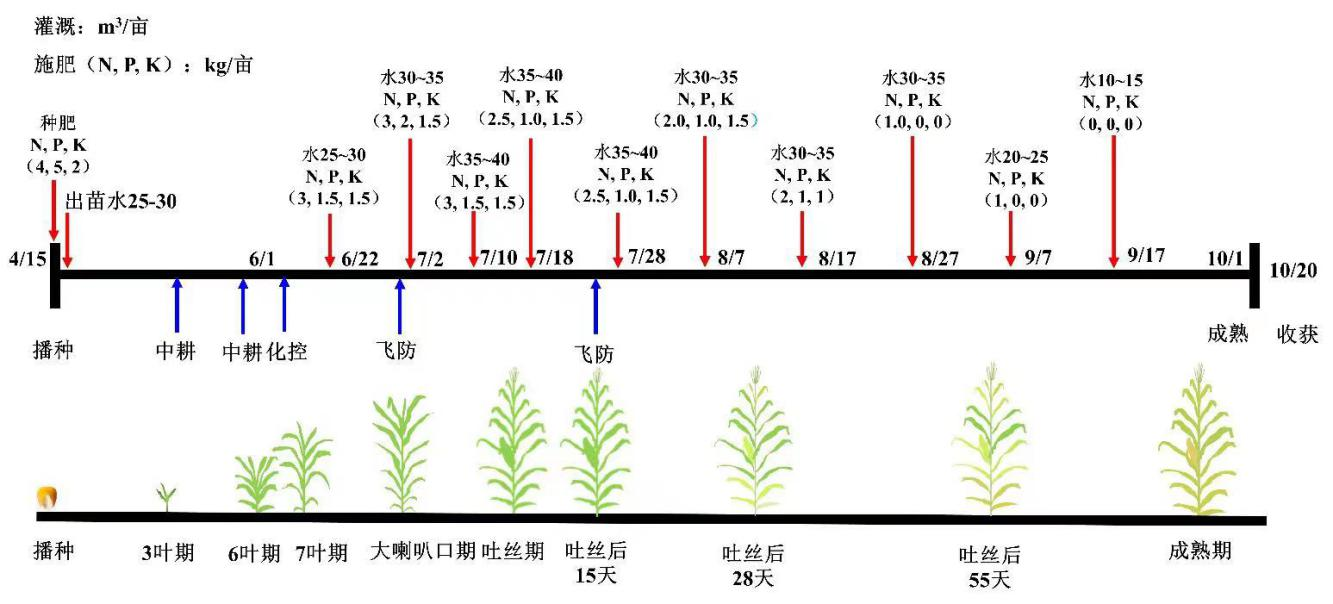 灌溉：m³/亩
施肥（N, P, K）：kg/亩
种肥
N, P, K
(4, 5, 2)
出苗水25-30
水25~30
N, P, K
(3, 1.5, 1.5)
水30~35
N, P, K
(3, 2, 1.5)
水35~40
N, P, K
(3, 1.5, 1.5)
水35~40
N, P, K
(2.5, 1.0, 1.5)
水35~40
N, P, K
(2.5, 1.0, 1.5)
水30~35
N, P, K
(2.0, 1.0, 1.5)
水30~35
N, P, K
(2, 1, 1)
水30~35
N, P, K
(1.0, 0, 0)
水20~25
N, P, K
(1, 0, 0)
水10~15
N, P, K
(0, 0, 0)
4/15
6/1
6/22
7/2
7/10
7/18
7/28
8/7
8/17
8/27
9/7
9/17
10/1
10/20
播种
中耕
中耕
化控
飞防
飞防
成熟
收获
播种
3叶期
6叶期
7叶期
大喇叭口期
吐丝期
吐丝后
15天
吐丝后
28天
吐丝后
55天
成熟期